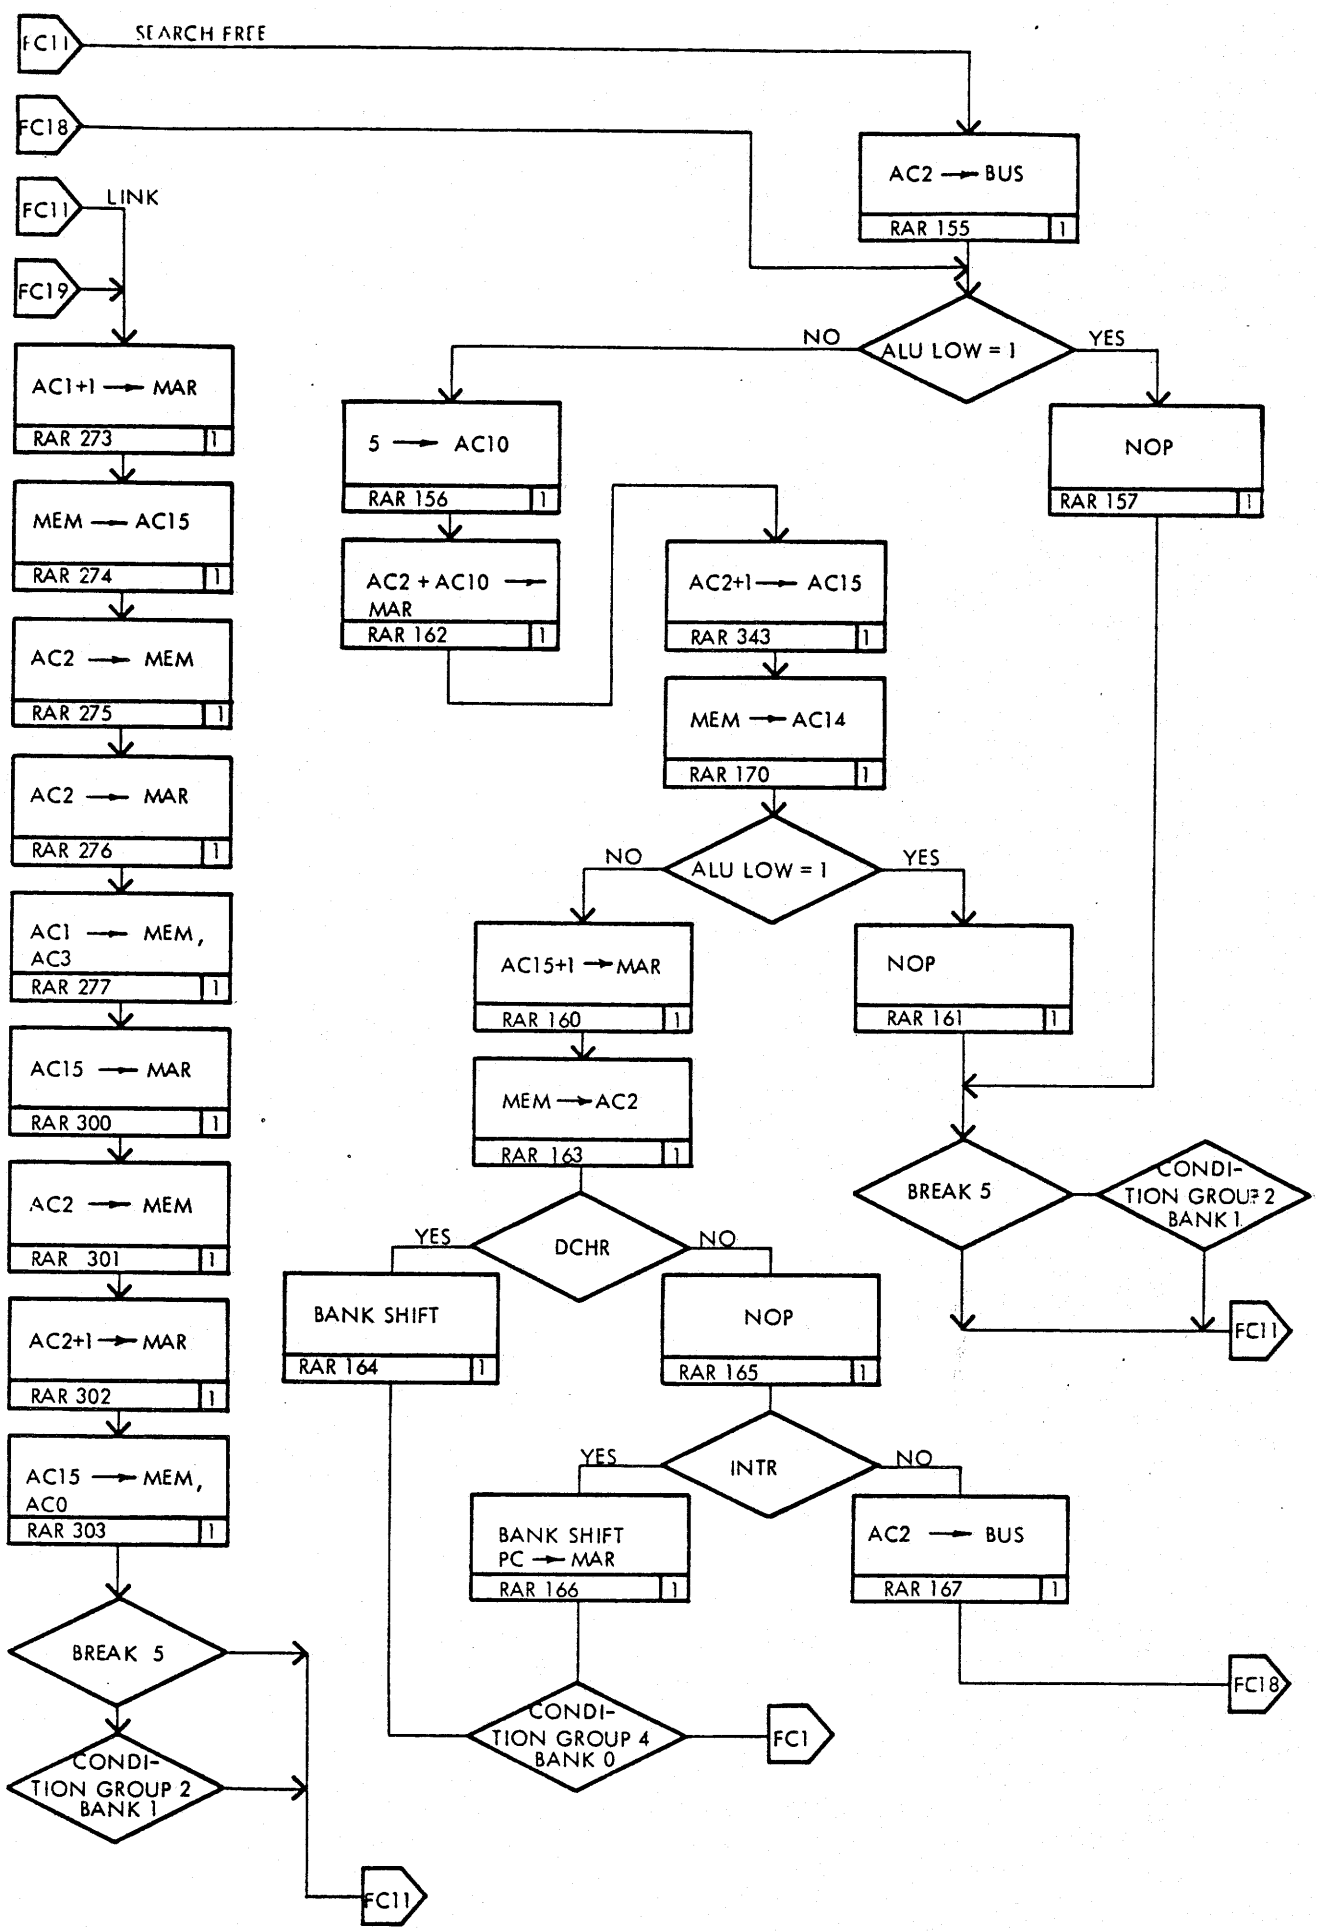 FC11
SEARCH FREE
FC18
AC2 → BUS
RAR 155 1
FC11
LINK
FC19
ALU LOW = 1
NO
YES
AC1+1 → MAR
RAR 273 1
5 → AC10
RAR 156 1
NOP
RAR 157 1
MEM → AC15
RAR 274 1
AC2 + AC10 →
MAR
RAR 162 1
AC2+1 → AC15
RAR 343 1
AC2 → MEM
RAR 275 1
MEM → AC14
RAR 170 1
AC2 → MAR
RAR 276 1
ALU LOW = 1
NO
YES
AC1 → MEM,
AC3
RAR 277 1
AC15+1 → MAR
RAR 160 1
NOP
RAR 161 1
AC15 → MAR
RAR 300 1
MEM → AC2
RAR 163 1
AC2 → MEM
RAR 301 1
BREAK 5
CONDI-
TION GROUP 2
BANK 1
FC11
DCHR
YES
NO
BANK SHIFT
RAR 164 1
NOP
RAR 165 1
AC2+1 → MAR
RAR 302 1
AC15 → MEM,
AC0
RAR 303 1
INTR
YES
NO
BANK SHIFT
PC → MAR
RAR 166 1
AC2 → BUS
RAR 167 1
FC18
BREAK 5
CONDI-
TION GROUP 4
BANK 0
FC1
CONDI-
TION GROUP 2
BANK 1
FC11